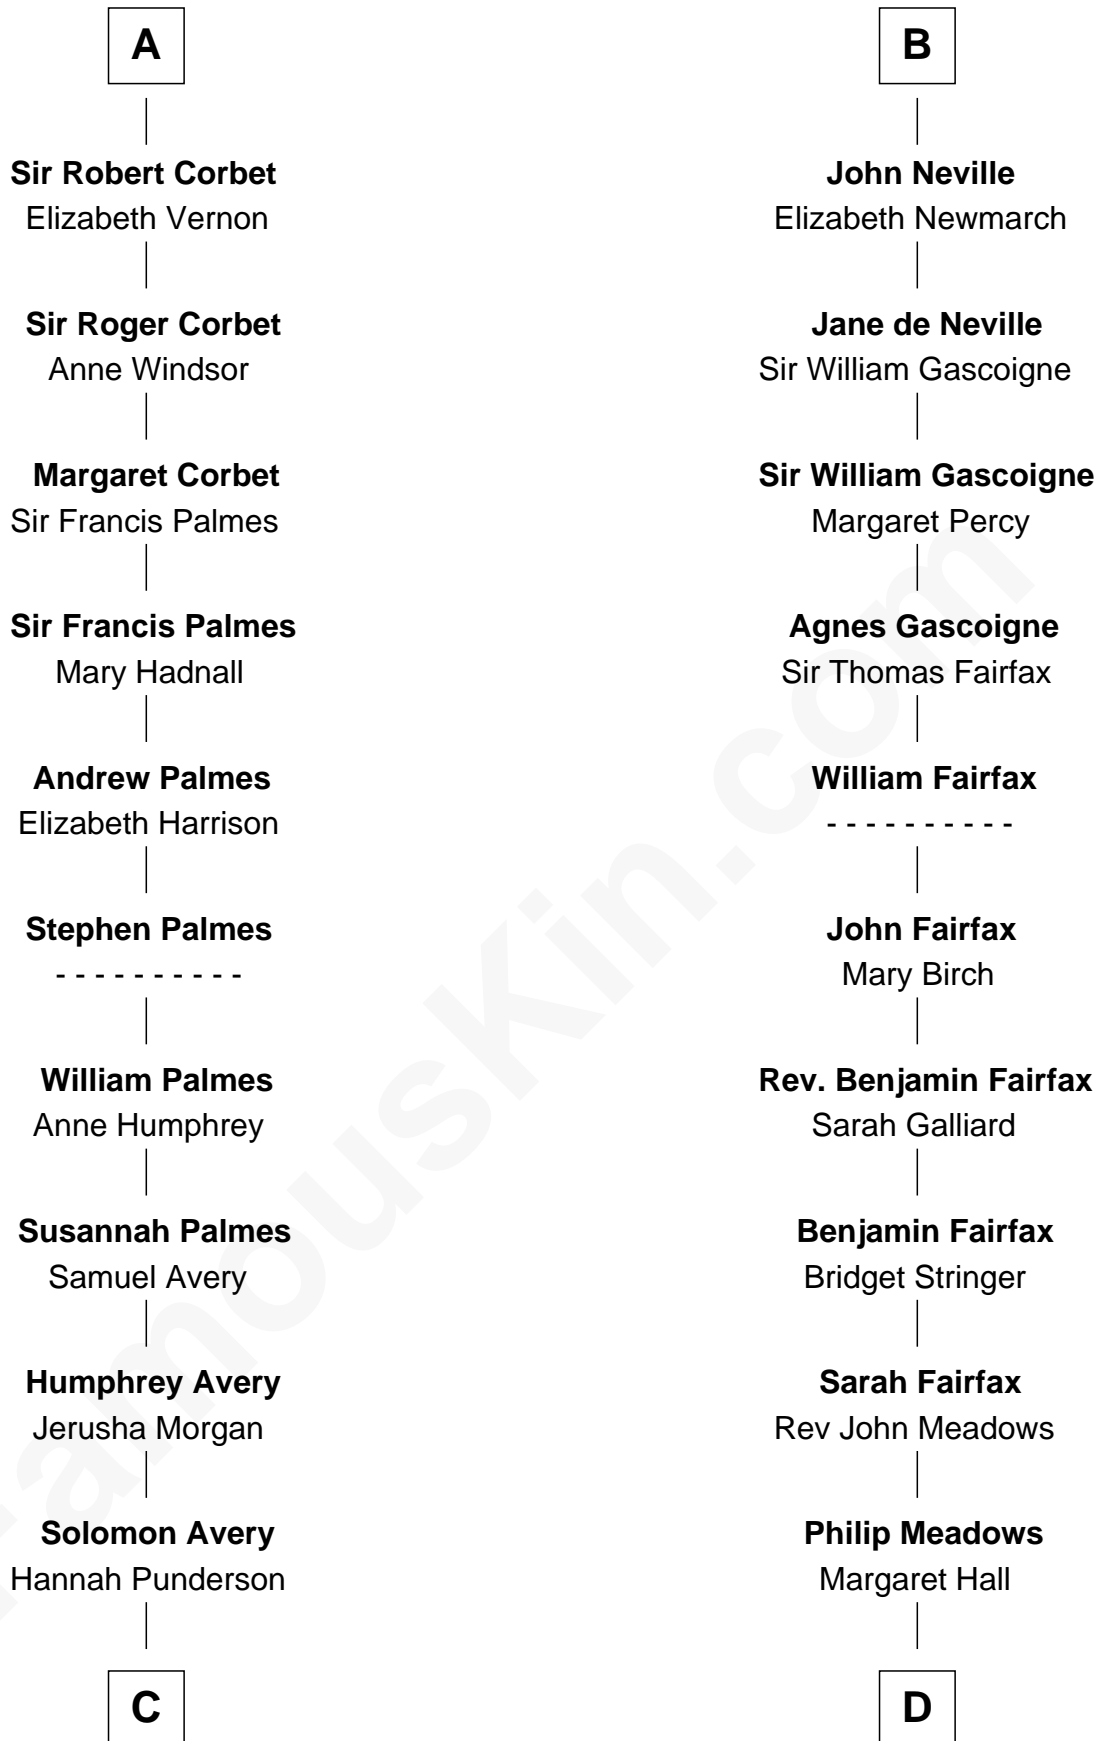 A
Sir Robert Corbet
Elizabeth Vernon
Sir Roger Corbet
Anne Windsor
Margaret Corbet
Sir Francis Palmes
Sir Francis Palmes
Mary Hadnall
Andrew Palmes
Elizabeth Harrison
Stephen Palmes
- - - - - - - - - -
William Palmes
Anne Humphrey
Susannah Palmes
Samuel Avery
Humphrey Avery
Jerusha Morgan
Solomon Avery
Hannah Punderson
C
B
John Neville
Elizabeth Newmarch
Jane de Neville
Sir William Gascoigne
Sir William Gascoigne
Margaret Percy
Agnes Gascoigne
Sir Thomas Fairfax
William Fairfax
- - - - - - - - - -
John Fairfax
Mary Birch
Rev. Benjamin Fairfax
Sarah Galliard
Benjamin Fairfax
Bridget Stringer
Sarah Fairfax
Rev John Meadows
Philip Meadows
Margaret Hall
D
FamousKin.com